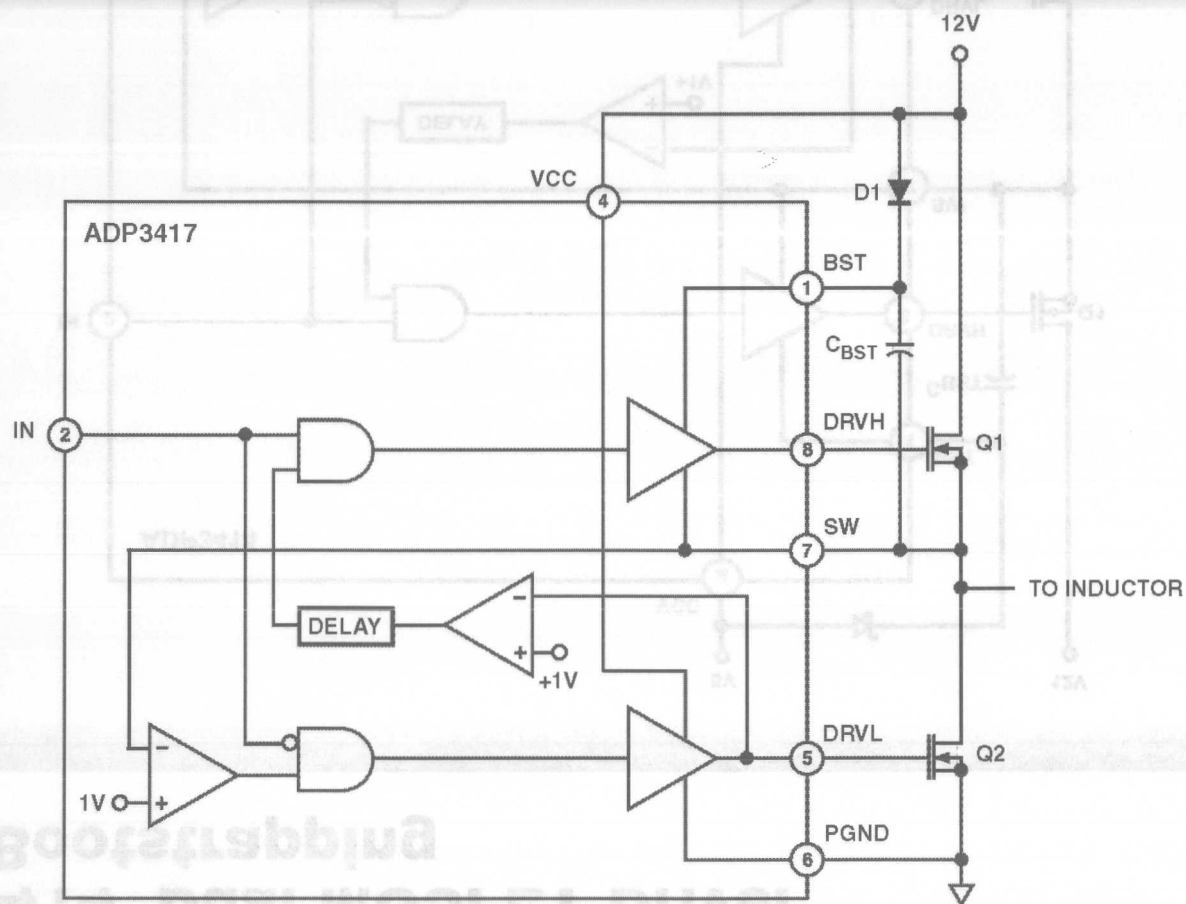 12V
VCC
4
D1
ADP3417
BST
1
CBST
DRVH
IN
2
8
Q1
SW
7
TO INDUCTOR
−
DELAY
+
+1V
DRVL
−
5
Q2
1V
+
PGND
6